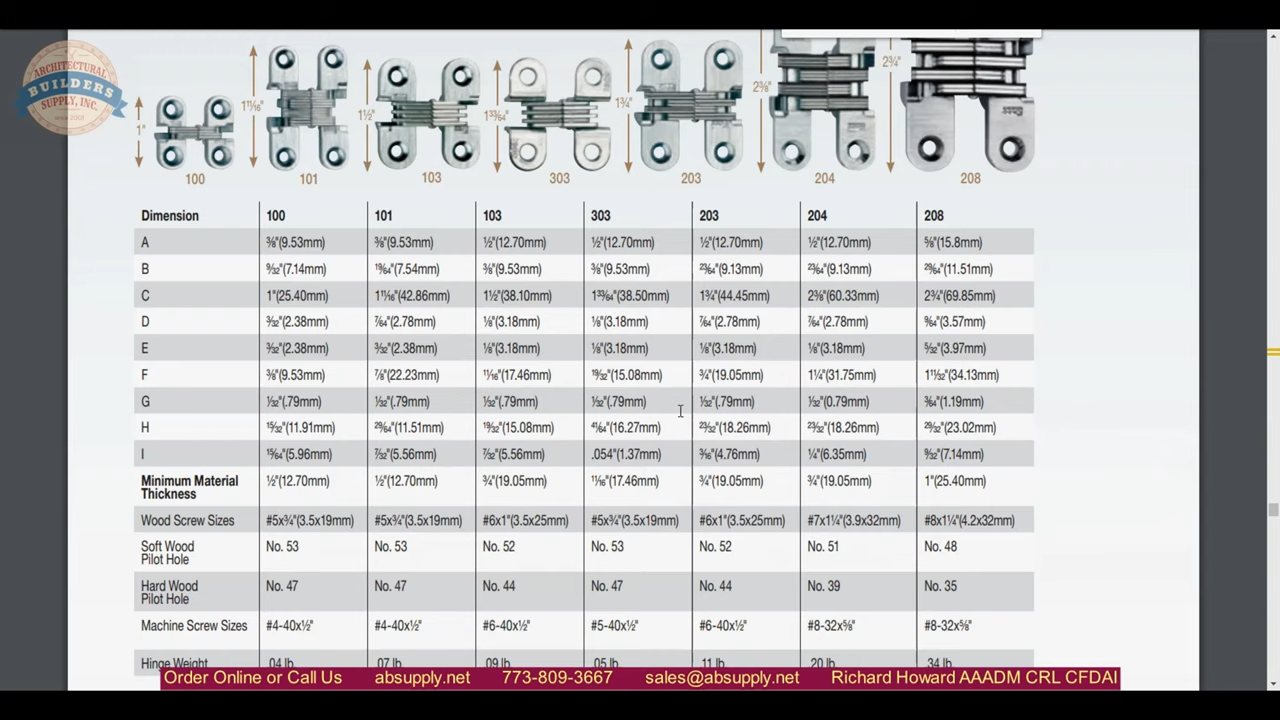 ARCHITECTURAL
BUILDERS
SUPPLY, INC.
since 2003
1" 1 11/16" 1 1/2" 1 33/64" 1 3/4" 2 3/8" 2 3/4"
100 101 103 303 203 204 208
Dimension 100 101 103 303 203 204 208
A 3/8"(9.53mm) 3/8"(9.53mm) 1/2"(12.70mm) 1/2"(12.70mm) 1/2"(12.70mm) 1/2"(12.70mm) 5/8"(15.8mm)
B 9/32"(7.14mm) 19/64"(7.54mm) 3/8"(9.53mm) 3/8"(9.53mm) 23/64"(9.13mm) 23/64"(9.13mm) 29/64"(11.51mm)
C 1"(25.40mm) 1 11/16"(42.86mm) 1 1/2"(38.10mm) 1 33/64"(38.50mm) 1 3/4"(44.45mm) 2 3/8"(60.33mm) 2 3/4"(69.85mm)
D 3/32"(2.38mm) 7/64"(2.78mm) 1/8"(3.18mm) 1/8"(3.18mm) 7/64"(2.78mm) 7/64"(2.78mm) 9/64"(3.57mm)
E 3/32"(2.38mm) 3/32"(2.38mm) 1/8"(3.18mm) 1/8"(3.18mm) 1/8"(3.18mm) 1/8"(3.18mm) 5/32"(3.97mm)
F 3/8"(9.53mm) 7/8"(22.23mm) 11/16"(17.46mm) 19/32"(15.08mm) 3/4"(19.05mm) 1 1/4"(31.75mm) 1 11/32"(34.13mm)
G 1/32"(.79mm) 1/32"(.79mm) 1/32"(.79mm) 1/32"(.79mm) 1/32"(.79mm) 1/32"(0.79mm) 3/64"(1.19mm)
H 15/32"(11.91mm) 29/64"(11.51mm) 19/32"(15.08mm) 41/64"(16.27mm) 23/32"(18.26mm) 23/32"(18.26mm) 29/32"(23.02mm)
I 15/64"(5.96mm) 7/32"(5.56mm) 7/32"(5.56mm) .054"(1.37mm) 3/16"(4.76mm) 1/4"(6.35mm) 9/32"(7.14mm)
Minimum Material
Thickness 1/2"(12.70mm) 1/2"(12.70mm) 3/4"(19.05mm) 11/16"(17.46mm) 3/4"(19.05mm) 3/4"(19.05mm) 1"(25.40mm)
Wood Screw Sizes #5x3/4"(3.5x19mm) #5x3/4"(3.5x19mm) #6x1"(3.5x25mm) #5x3/4"(3.5x19mm) #6x1"(3.5x25mm) #7x1 1/4"(3.9x32mm) #8x1 1/4"(4.2x32mm)
Soft Wood
Pilot Hole No. 53 No. 53 No. 52 No. 53 No. 52 No. 51 No. 48
Hard Wood
Pilot Hole No. 47 No. 47 No. 44 No. 47 No. 44 No. 39 No. 35
Machine Screw Sizes #4-40x1/2" #4-40x1/2" #6-40x1/2" #5-40x1/2" #6-40x1/2" #8-32x5/8" #8-32x5/8"
Hinge Weight .04 lb. .07 lb. .09 lb. .05 lb. .11 lb. .20 lb. .34 lb.
Order Online or Call Us absupply.net 773-809-3667 sales@absupply.net Richard Howard AAADM CRL CFDAI